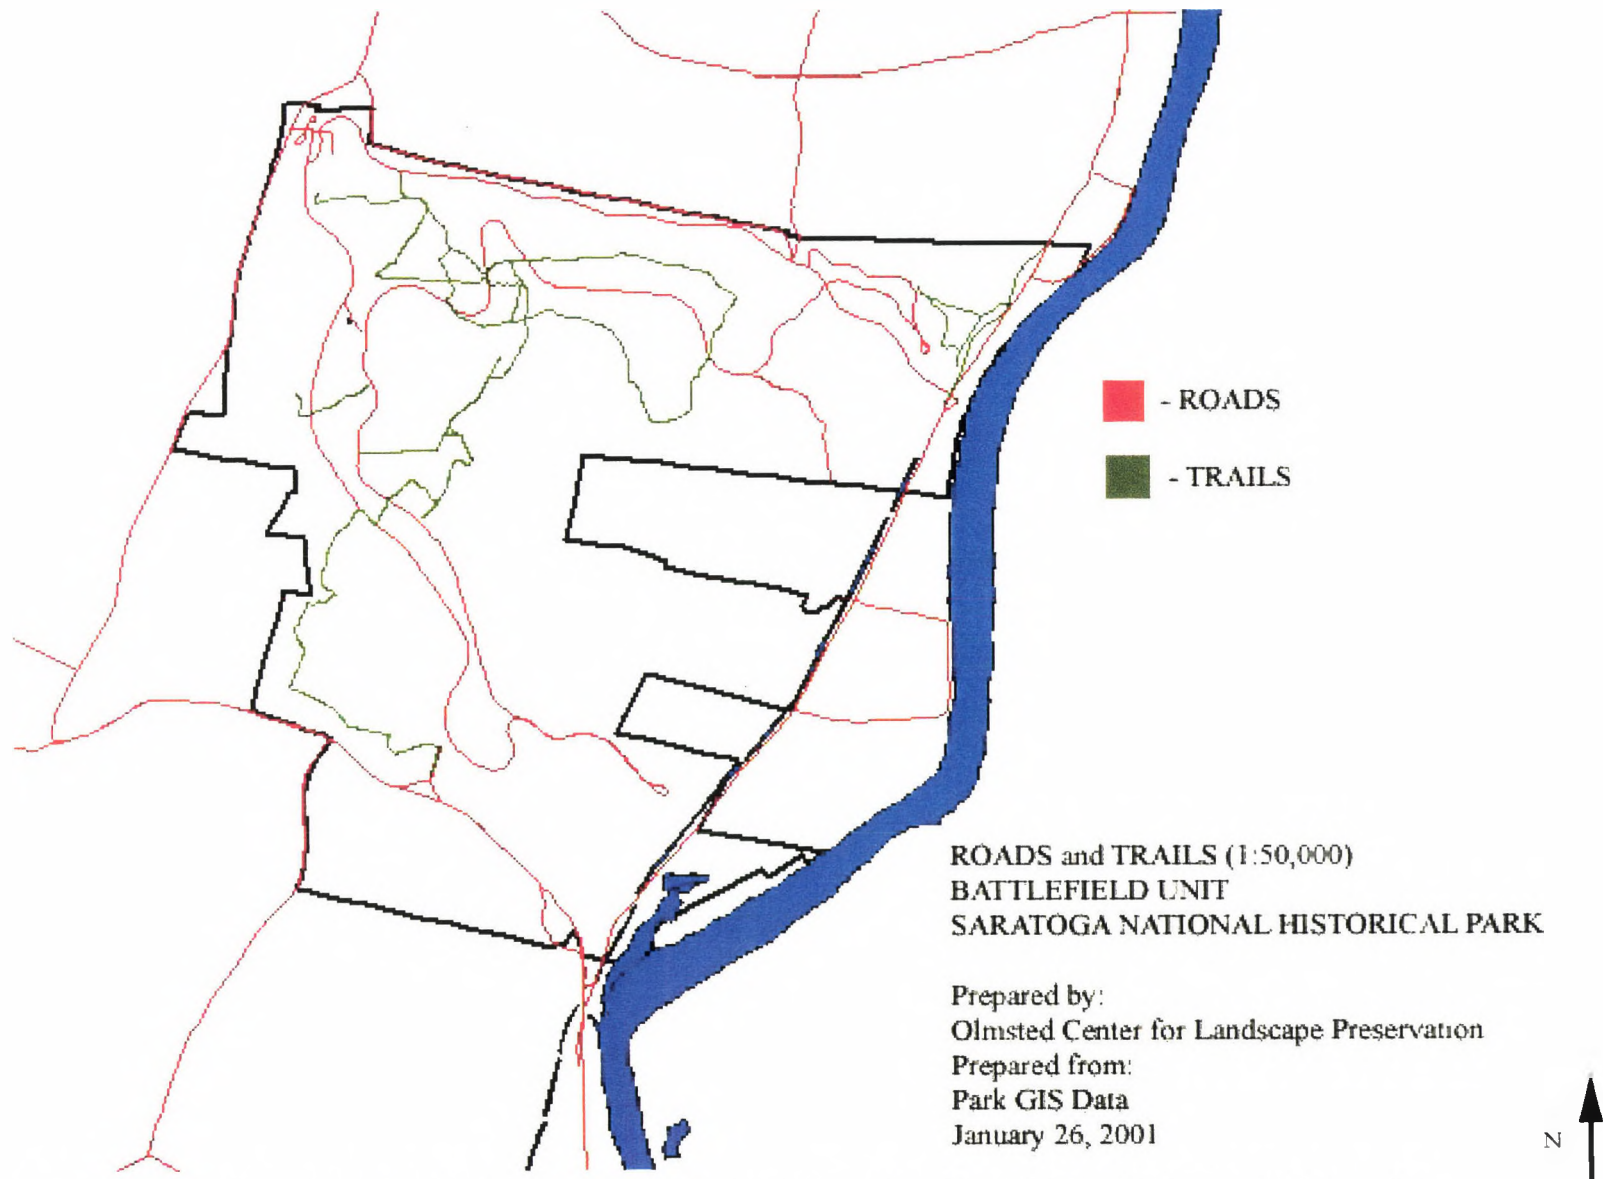 - ROADS
- TRAILS
ROADS and TRAILS (1:50,000)
BATTLEFIELD UNIT
SARATOGA NATIONAL HISTORICAL PARK
Prepared by:
Olmsted Center for Landscape Preservation
Prepared from:
Park GIS Data
January 26, 2001
N